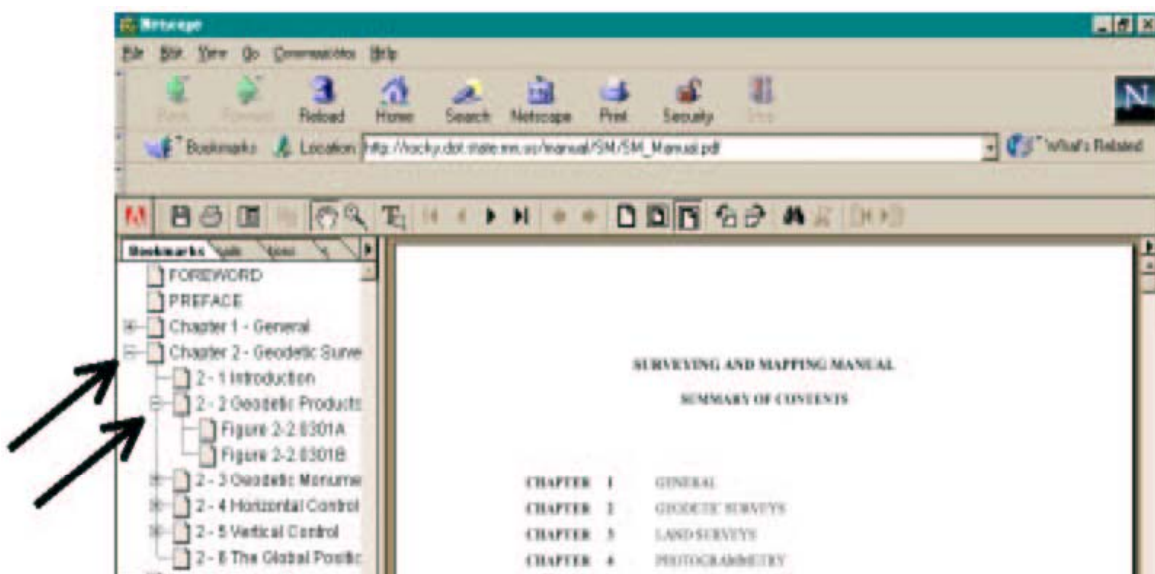 Netscape
File Edit View Go Communicator Help
Back Forward Reload Home Search Netscape Print Security Stop
Bookmarks Location http://rocky.dot.state.mn.us/manual/SM/SM_Manual.pdf What's Related
N
Bookmarks
FOREWORD
PREFACE
Chapter 1 - General
Chapter 2 - Geodetic Surve
2 - 1 Introduction
2 - 2 Geodetic Products
Figure 2-2.0301A
Figure 2-2.0301B
2 - 3 Geodetic Monume
2 - 4 Horizontal Control
2 - 5 Vertical Control
2 - 6 The Global Positic
SURVEYING AND MAPPING MANUAL
SUMMARY OF CONTENTS
CHAPTER 1 GENERAL
CHAPTER 2 GEODETIC SURVEYS
CHAPTER 3 LAND SURVEYS
CHAPTER 4 PHOTOGRAMMETRY